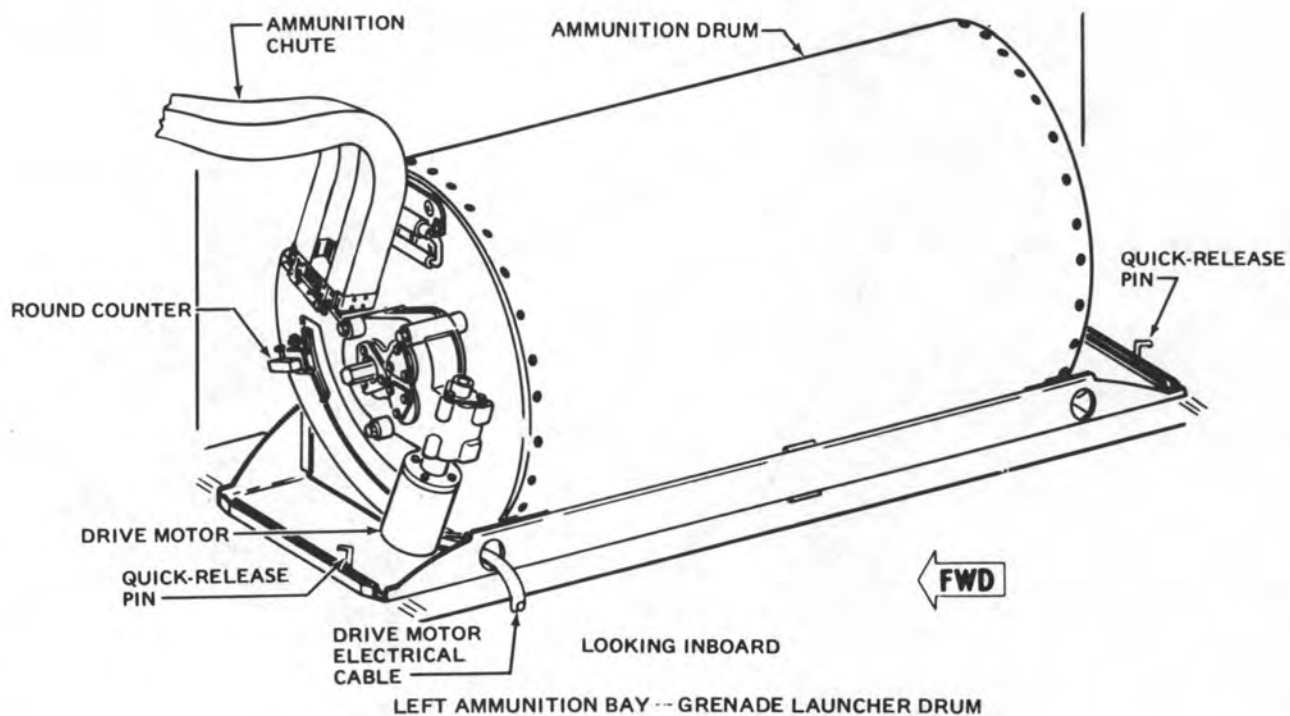 AMMUNITION
CHUTE
AMMUNITION DRUM
QUICK-RELEASE
PIN
ROUND COUNTER
DRIVE MOTOR
QUICK-RELEASE
PIN
FWD
DRIVE MOTOR
ELECTRICAL
CABLE
LOOKING INBOARD
LEFT AMMUNITION BAY -- GRENADE LAUNCHER DRUM